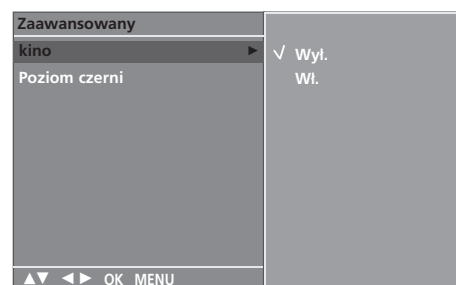 Zaawansowany
kino ►
√ Wył.
Poziom czerni
Wł.
▲▼ ◄► OK MENU